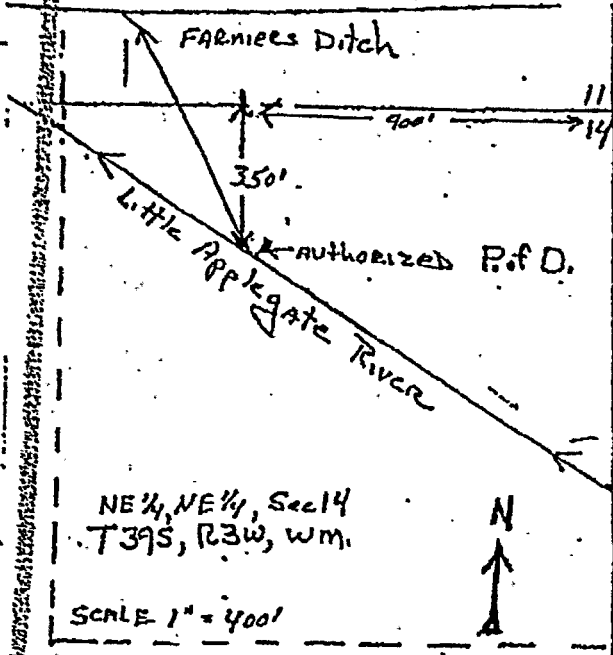 FARmers Ditch
11
900'
14
350'
AUTHORIZED P.of D.
Little Applegate River
NE 1/4, NE 1/4, Sec 14
T39S, R3W, Wm.
N
SCALE 1" = 400'